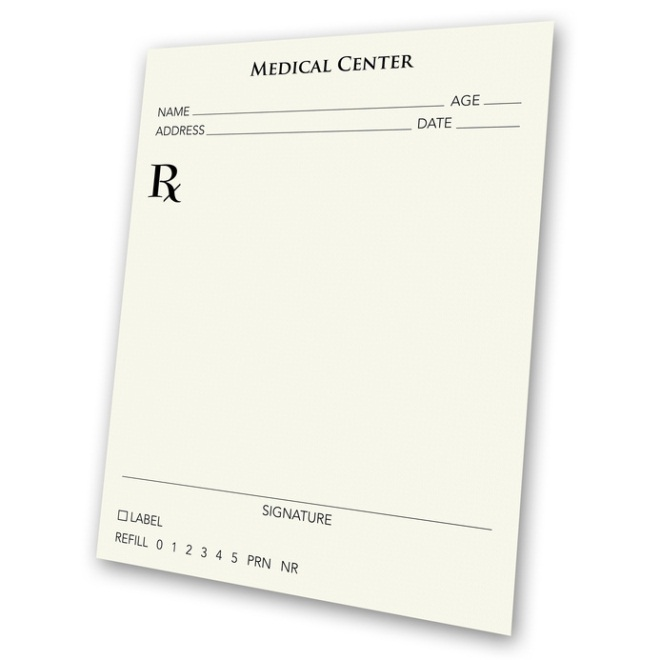 MEDICAL CENTER
NAME AGE
ADDRESS DATE
Rx
SIGNATURE
LABEL
REFILL 0 1 2 3 4 5 PRN NR